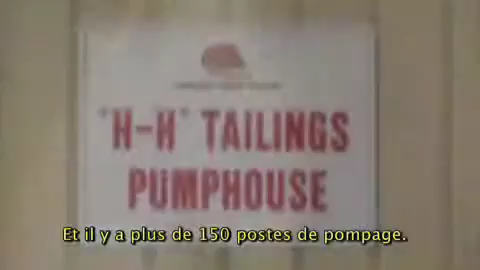 "H-H" TAILINGS
PUMPHOUSE
Et il y a plus de 150 postes de pompage.